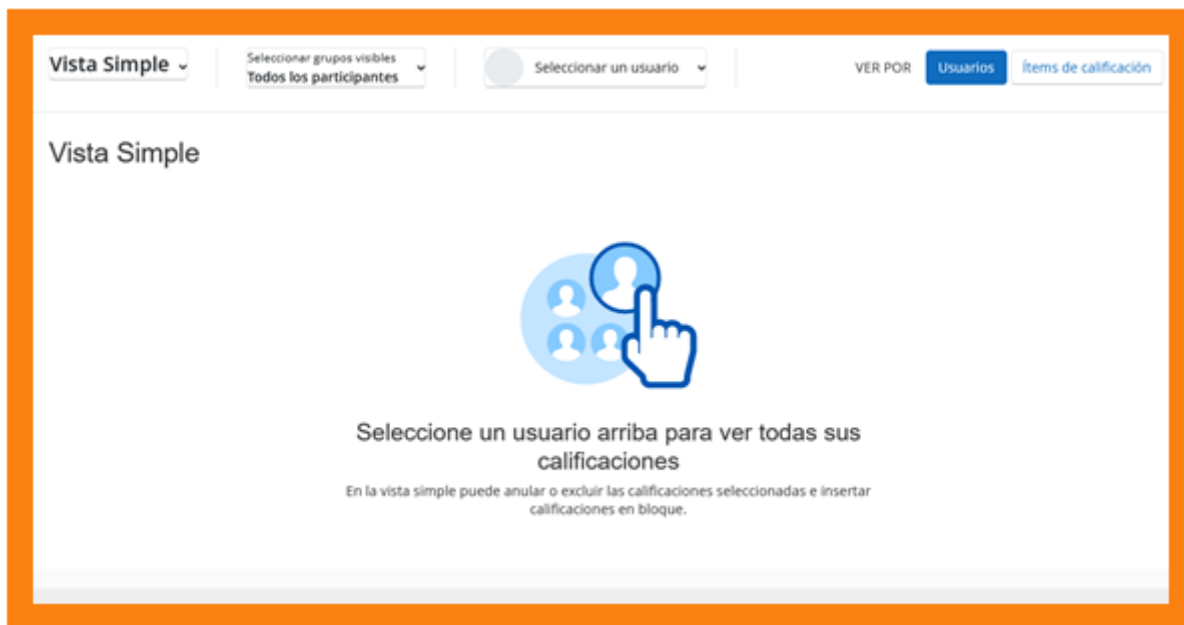 Vista Simple
Seleccionar grupos visibles
Todos los participantes
Seleccionar un usuario
VER POR
Usuarios
Ítems de calificación
Vista Simple
Seleccione un usuario arriba para ver todas sus
calificaciones
En la vista simple puede anular o excluir las calificaciones seleccionadas e insertar
calificaciones en bloque.